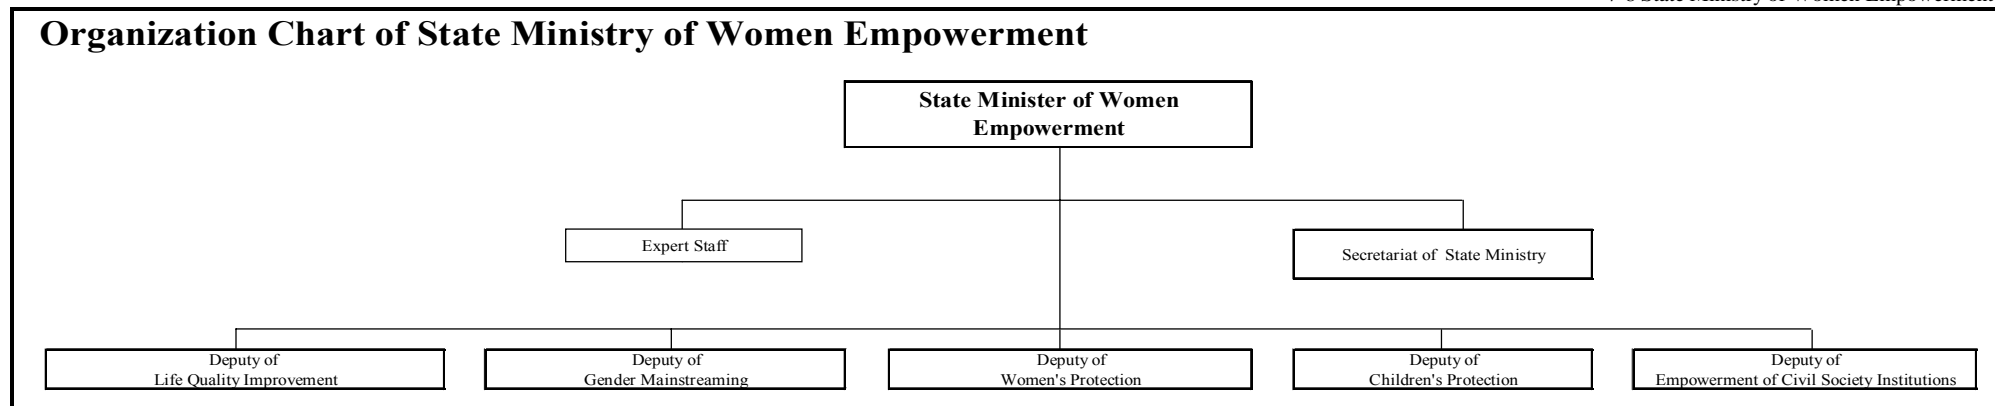 Organization Chart of State Ministry of Women Empowerment
State Minister of Women
Empowerment
Expert Staff
Secretariat of State Ministry
Deputy of
Life Quality Improvement
Deputy of
Gender Mainstreaming
Deputy of
Women's Protection
Deputy of
Children's Protection
Deputy of
Empowerment of Civil Society Institutions